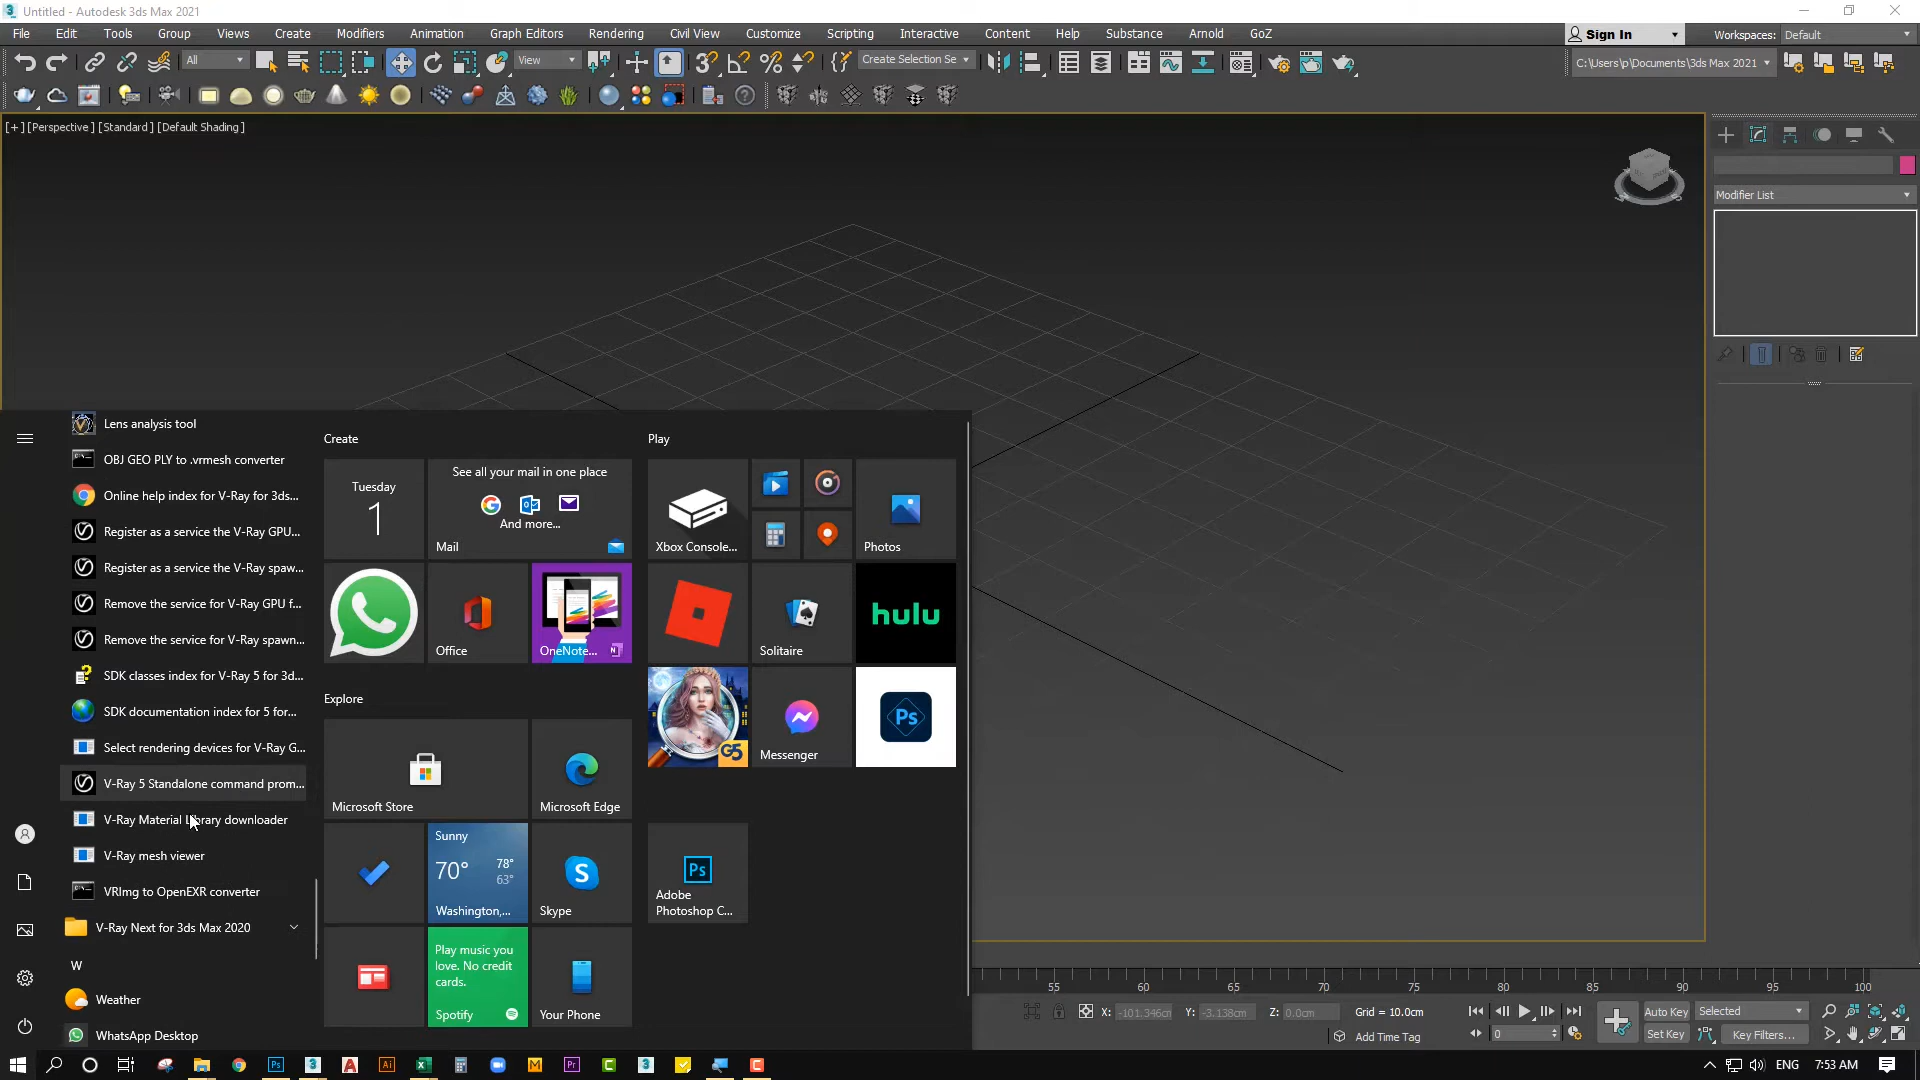 Untitled - Autodesk 3ds Max 2021
File Edit Tools Group Views Create Modifiers Animation Graph Editors Rendering Civil View Customize Scripting Interactive Content Help Substance Arnold GoZ
Sign In
Workspaces: Default
All
View
Create Selection Se
C:\Users\p\Documents\3ds Max 2021
[+] [Perspective] [Standard] [Default Shading]
Modifier List
Lens analysis tool
OBJ GEO PLY to .vrmesh converter
Online help index for V-Ray for 3ds...
Register as a service the V-Ray GPU...
Register as a service the V-Ray spaw...
Remove the service for V-Ray GPU f...
Remove the service for V-Ray spawn...
SDK classes index for V-Ray 5 for 3d...
SDK documentation index for 5 for...
Select rendering devices for V-Ray G...
V-Ray 5 Standalone command prom...
V-Ray Material Library downloader
V-Ray mesh viewer
VRImg to OpenEXR converter
V-Ray Next for 3ds Max 2020
W
Weather
WhatsApp Desktop
Create
Tuesday
1
See all your mail in one place
And more...
Mail
Office
OneNote...
Explore
Microsoft Store
Microsoft Edge
Sunny
70°
78°
63°
Washington,...
Skype
Play music you
love. No credit
cards.
Spotify
Your Phone
Play
Xbox Console...
Photos
Solitaire
hulu
G5
Messenger
Ps
Ps
Adobe
Photoshop C...
55 60 65 70 75 80 85 90 95 100
X: -101.346cm Y: -3.138cm Z: 0.0cm Grid = 10.0cm
Add Time Tag
0
Auto Key
Selected
Set Key
Key Filters...
ENG
7:53 AM